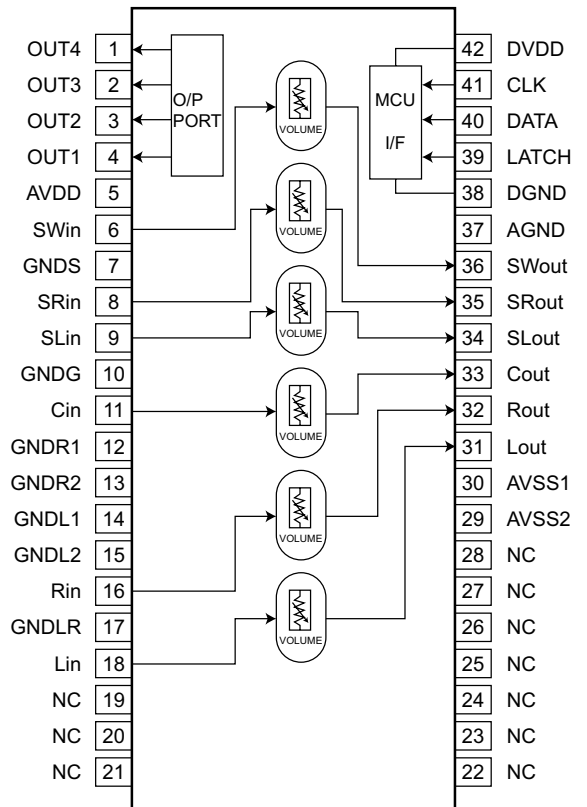 OUT4 1
OUT3 2
OUT2 3
OUT1 4
AVDD 5
SWin 6
GNDS 7
SRin 8
SLin 9
GNDG 10
Cin 11
GNDR1 12
GNDR2 13
GNDL1 14
GNDL2 15
Rin 16
GNDLR 17
Lin 18
NC 19
NC 20
NC 21
O/P
PORT
VOLUME
VOLUME
VOLUME
VOLUME
VOLUME
VOLUME
MCU
I/F
42 DVDD
41 CLK
40 DATA
39 LATCH
38 DGND
37 AGND
36 SWout
35 SRout
34 SLout
33 Cout
32 Rout
31 Lout
30 AVSS1
29 AVSS2
28 NC
27 NC
26 NC
25 NC
24 NC
23 NC
22 NC